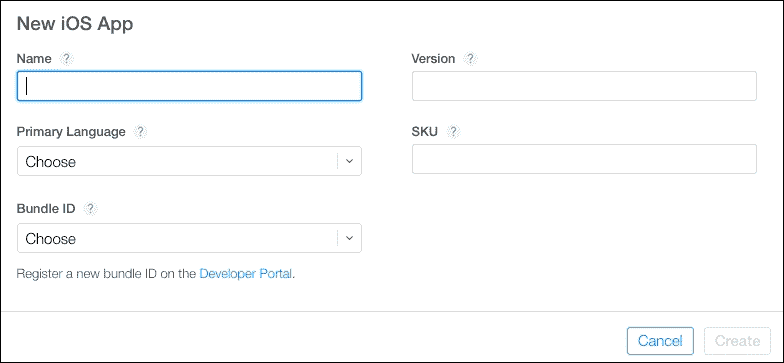 New iOS App
Name ?
Version ?
Primary Language ?
SKU ?
Choose
Bundle ID ?
Choose
Register a new bundle ID on the Developer Portal.
Cancel
Create